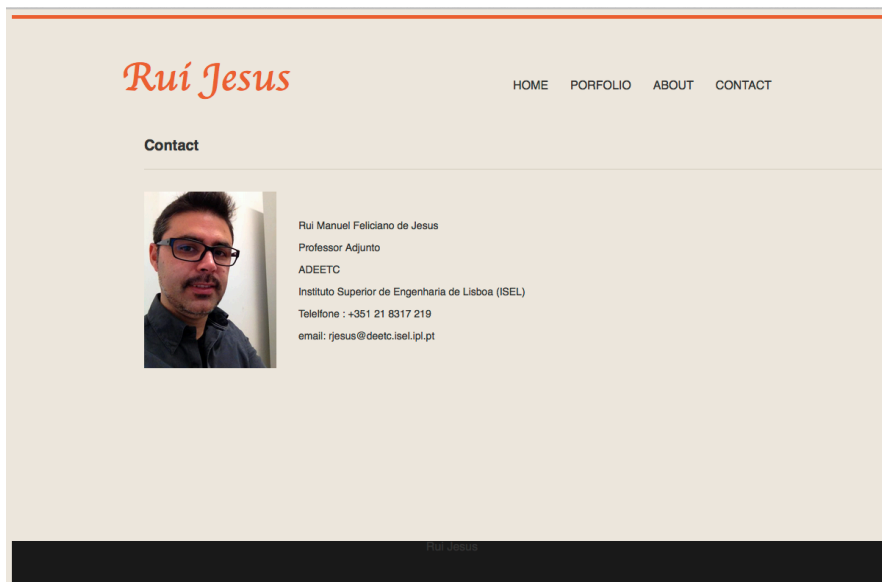 Rui Jesus
HOME PORFOLIO ABOUT CONTACT
Contact
Rui Manuel Feliciano de Jesus
Professor Adjunto
ADEETC
Instituto Superior de Engenharia de Lisboa (ISEL)
Telelfone : +351 21 8317 219
email: rjesus@deetc.isel.ipl.pt
Rui Jesus